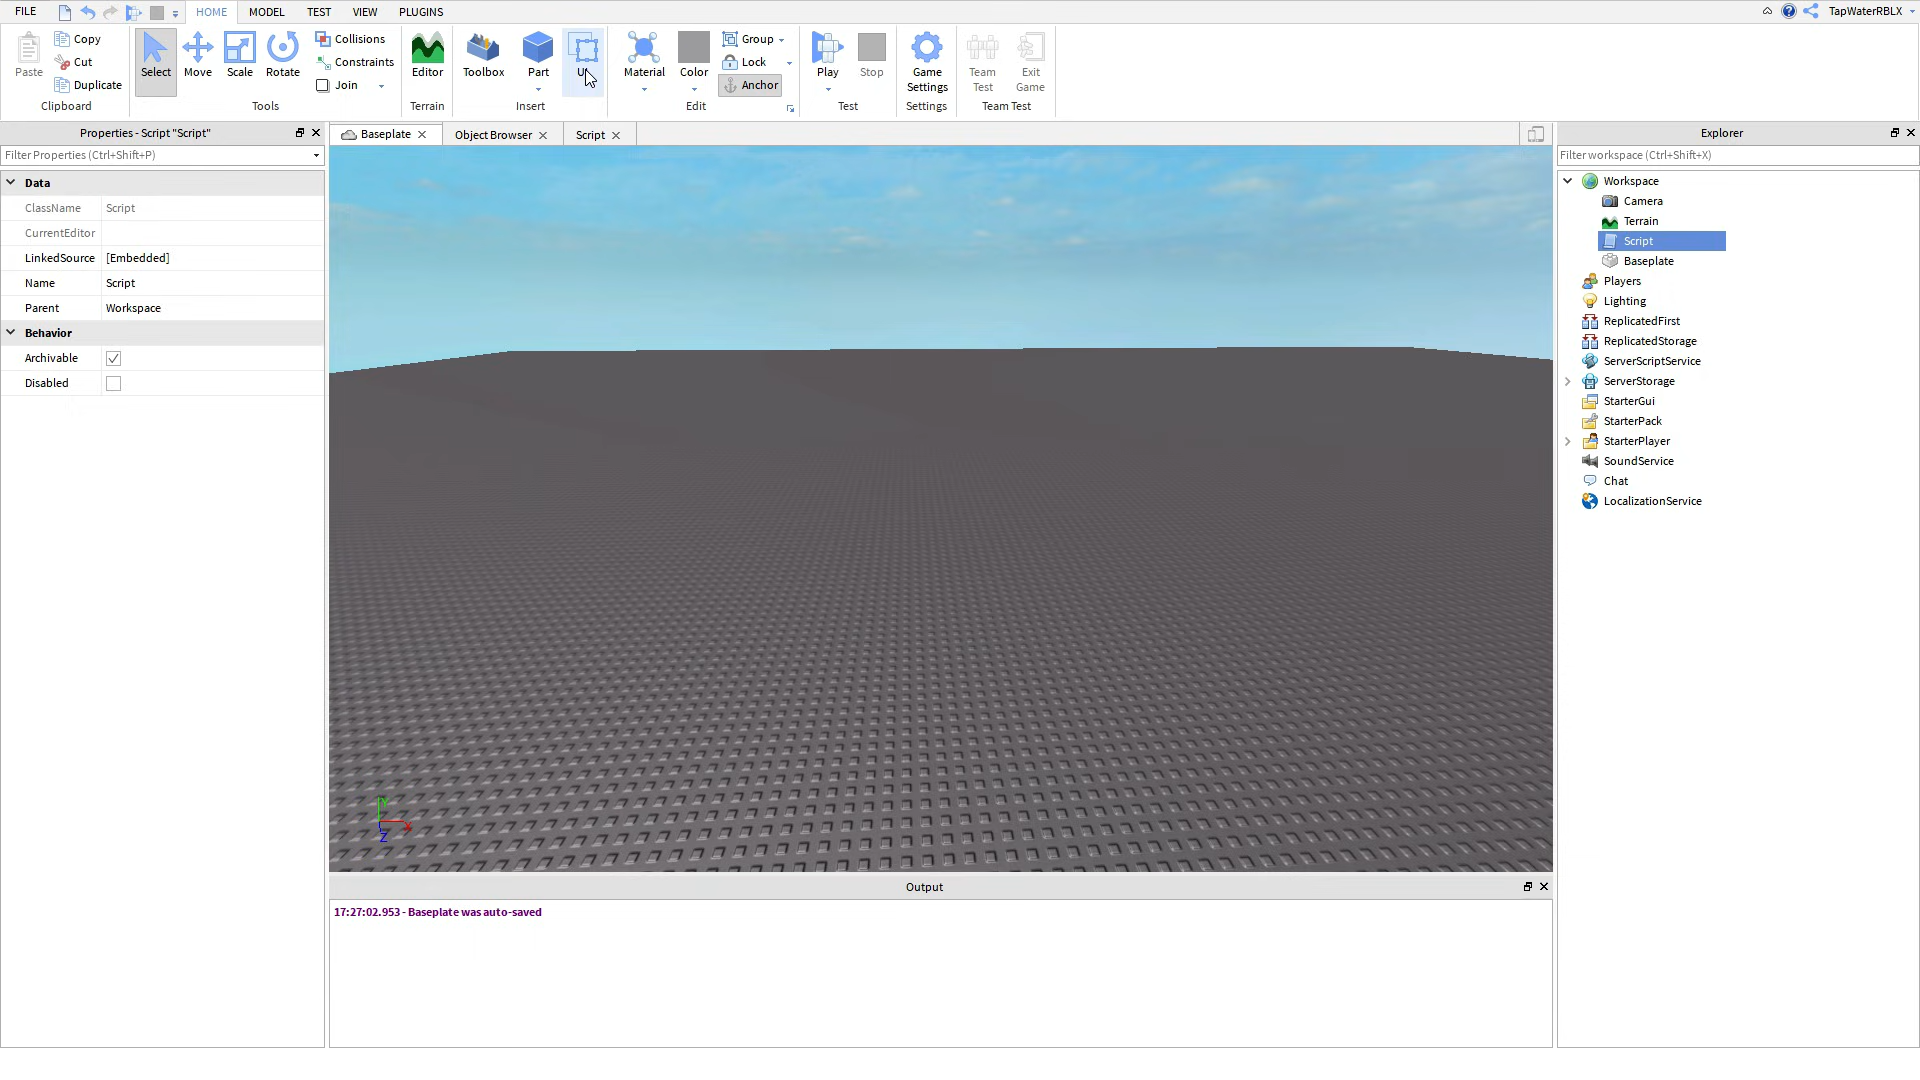 FILE
HOME
MODEL
TEST
VIEW
PLUGINS
TapWaterRBLX
Paste
Copy
Cut
Duplicate
Clipboard
Select
Move
Scale
Rotate
Collisions
Constraints
Join
Tools
Editor
Terrain
Toolbox
Part
Insert
Material
Color
Group
Lock
Anchor
Edit
Play
Stop
Test
Game
Settings
Settings
Team
Test
Exit
Game
Team Test
Properties - Script "Script"
Filter Properties (Ctrl+Shift+P)
Data
ClassName Script
CurrentEditor
LinkedSource [Embedded]
Name Script
Parent Workspace
Behavior
Archivable
Disabled
Baseplate
Object Browser
Script
Y
X
Z
Output
17:27:02.953 - Baseplate was auto-saved
Explorer
Filter workspace (Ctrl+Shift+X)
Workspace
Camera
Terrain
Script
Baseplate
Players
Lighting
ReplicatedFirst
ReplicatedStorage
ServerScriptService
ServerStorage
StarterGui
StarterPack
StarterPlayer
SoundService
Chat
LocalizationService